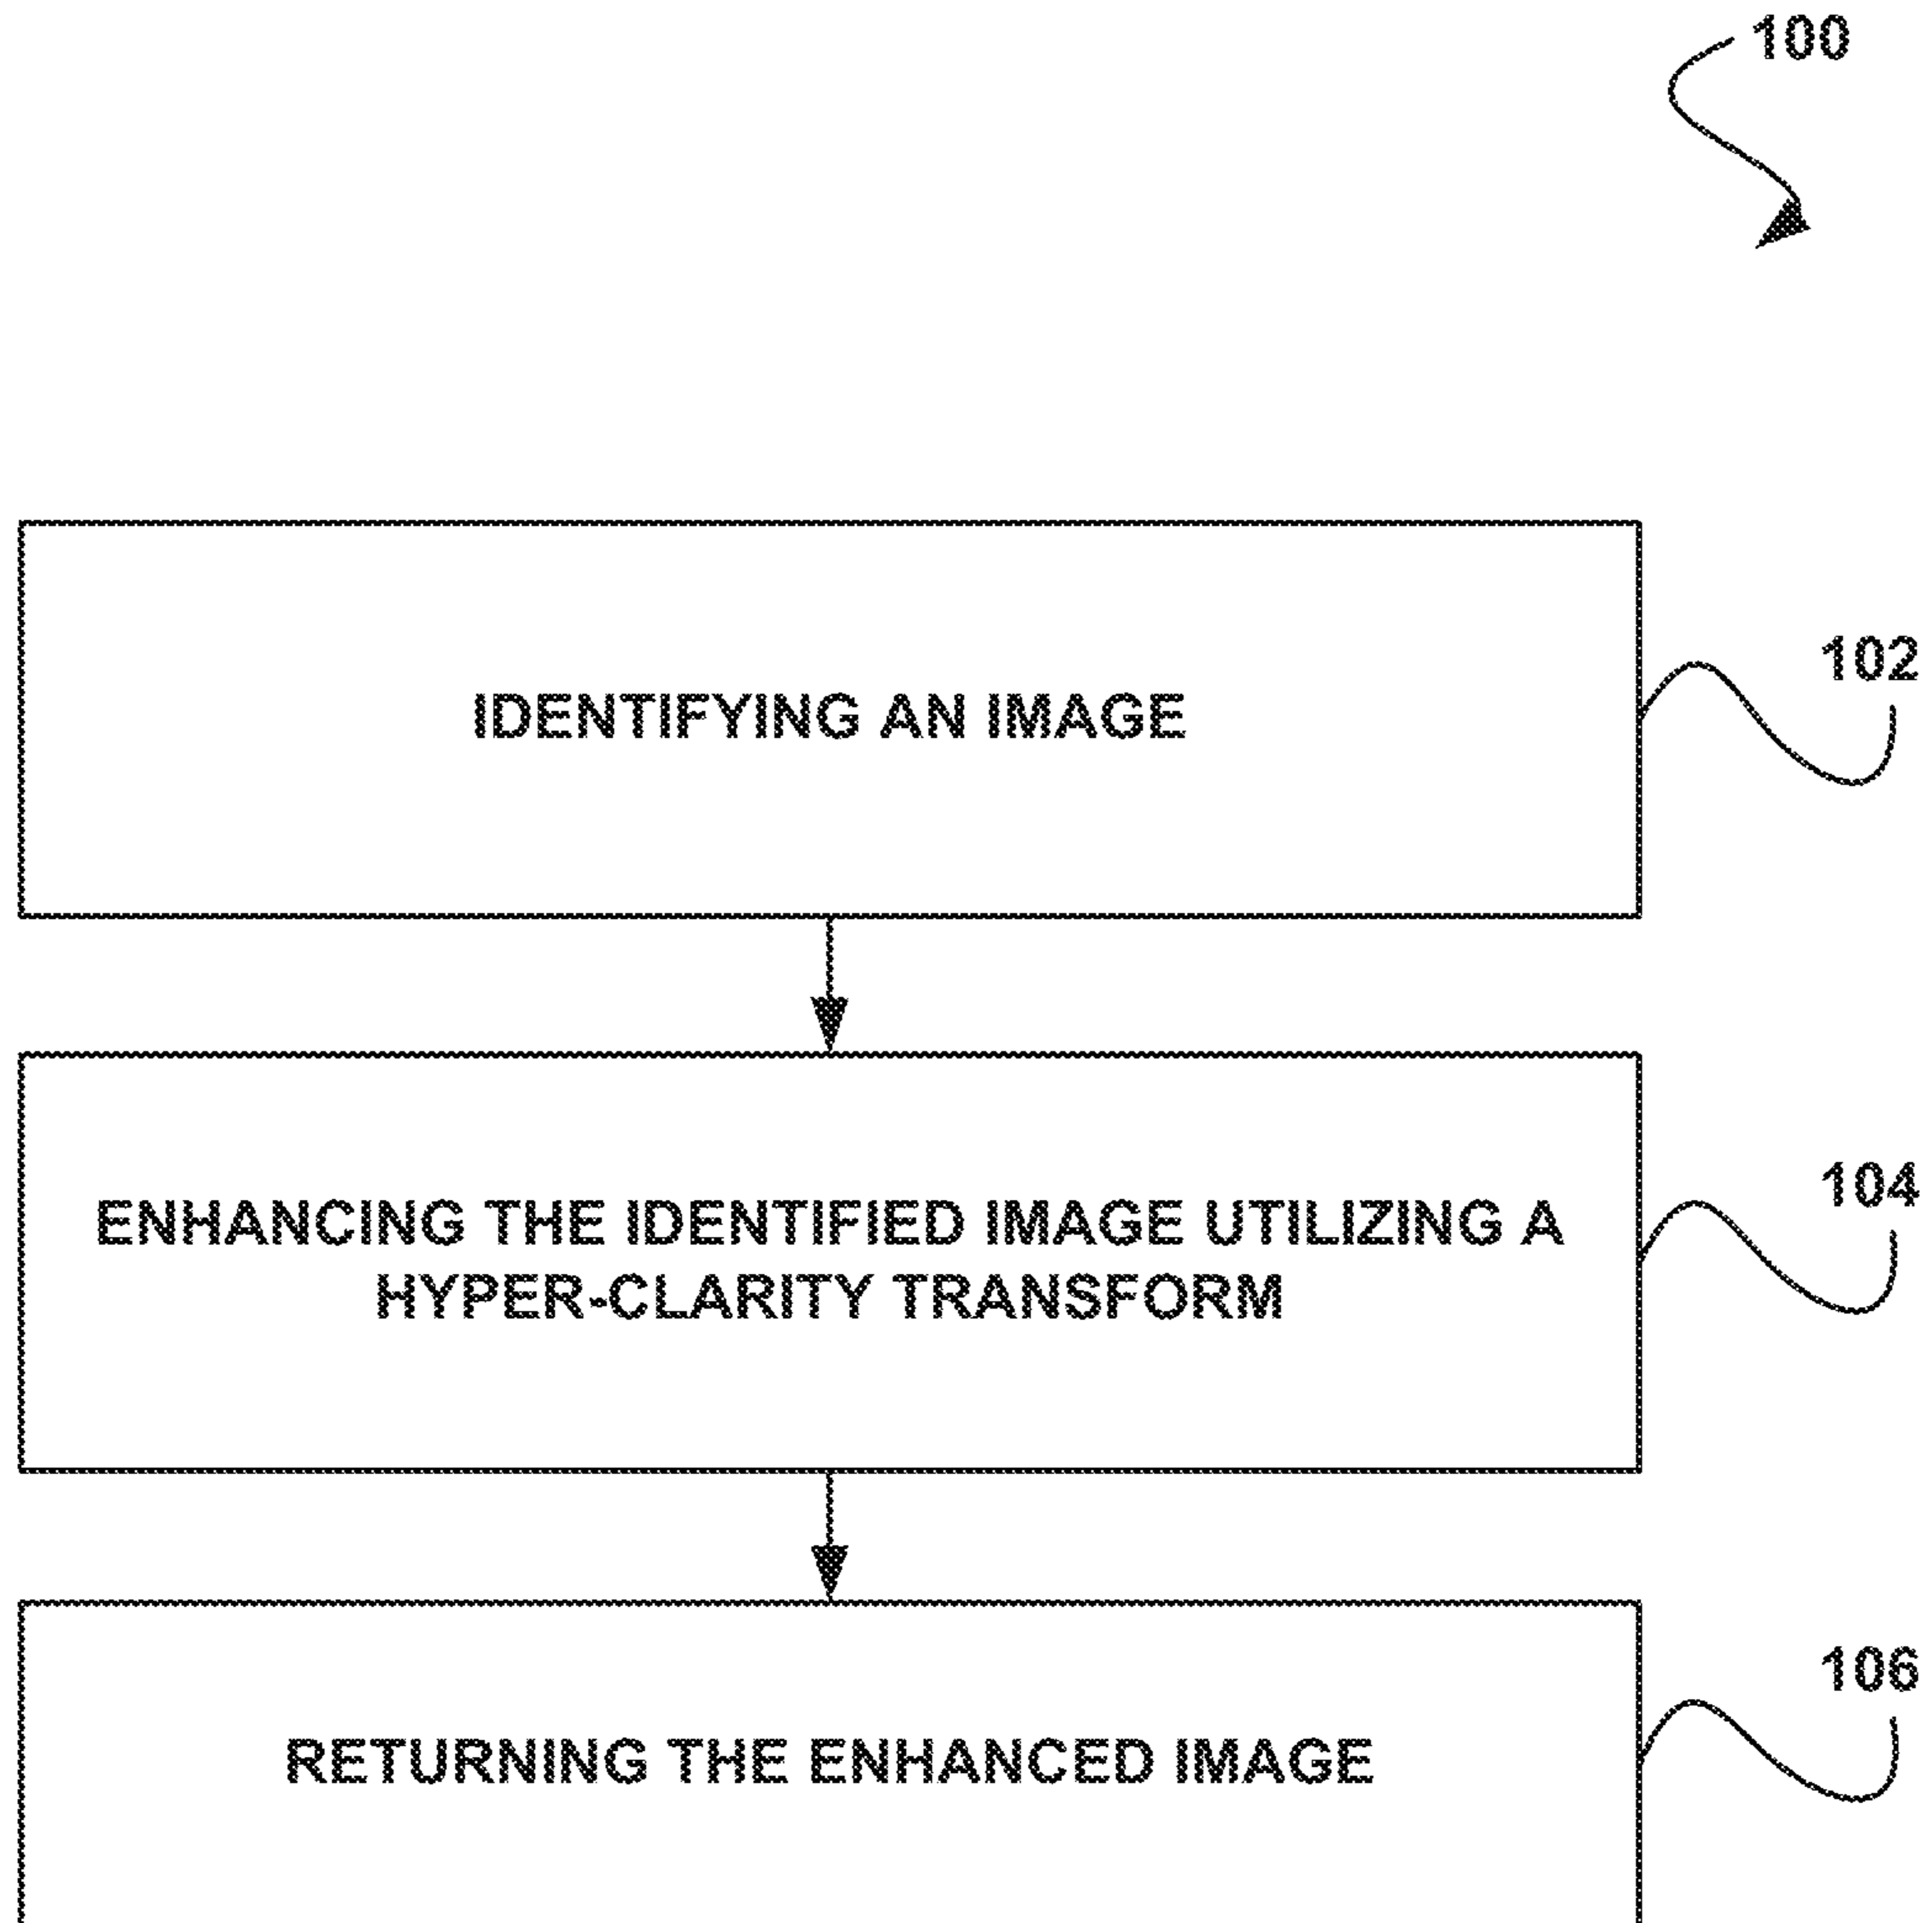 100
102
IDENTIFYING AN IMAGE
104
ENHANCING THE IDENTIFIED IMAGE UTILIZING A
HYPER-CLARITY TRANSFORM
106
RETURNING THE ENHANCED IMAGE